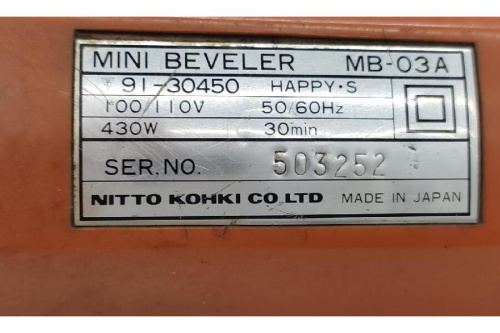 MINI BEVELER MB-03A
91-30450 HAPPY·S
100/110V 50/60Hz
430W 30min
SER.NO. 503252
NITTO KOHKI CO.,LTD MADE IN JAPAN